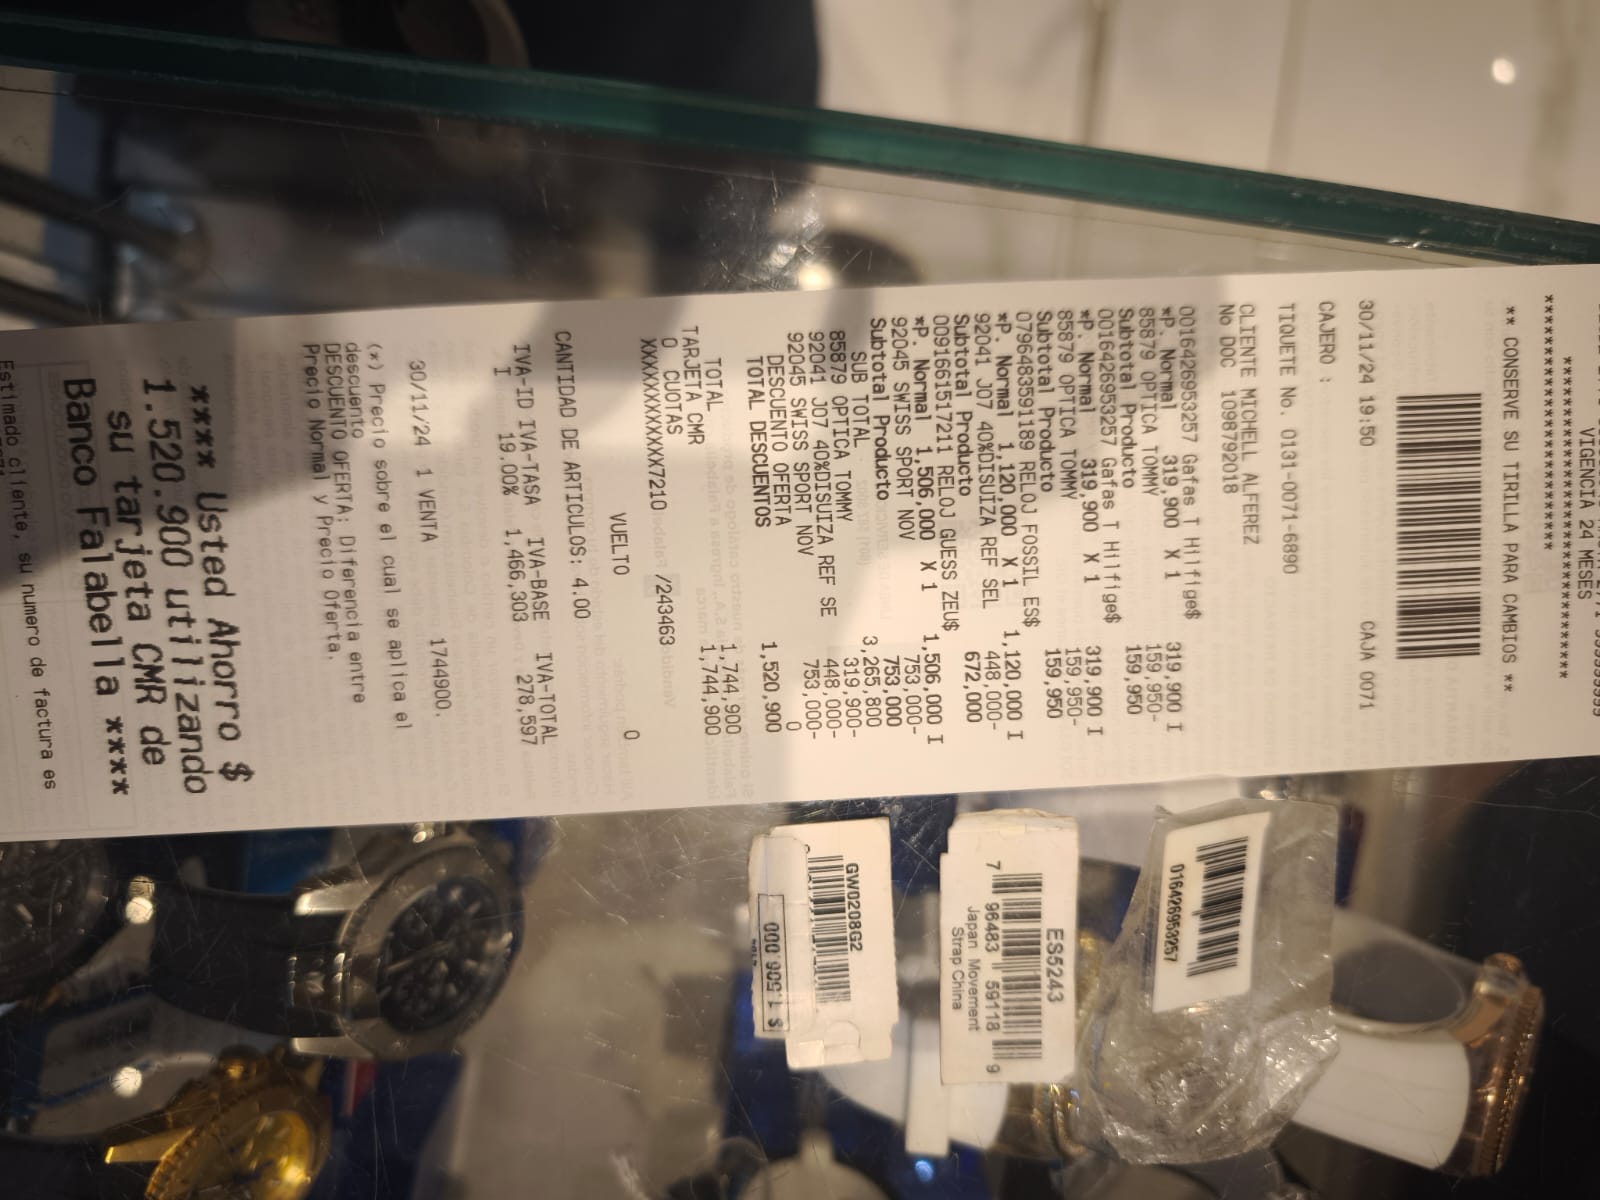 VIGENCIA 24 MESES
************************************
****************************
** CONSERVE SU TIRILLA PARA CAMBIOS **
30/11/24 19:50 CAJA 0071
CAJERO :
TIQUETE No. 0131-0071-6890
CLIENTE MICHELL ALFEREZ
No DOC 1098792018
0016426953257 Gafas T Hilfige$
*P. Normal 319,900 X 1 319,900 I
85879 OPTICA TOMMY 159,950-
Subtotal Producto 159,950
0016426953257 Gafas T Hilfige$
*P. Normal 319,900 X 1 319,900 I
85879 OPTICA TOMMY 159,950-
Subtotal Producto 159,950
0796483591189 RELOJ FOSSIL ES$
*P. Normal 1,120,000 X 1 1,120,000 I
92041 J07 40%DISUIZA REF SEL 448,000-
Subtotal Producto 672,000
0091661517211 RELOJ GUESS ZEU$
*P. Normal 1,506,000 X 1 1,506,000 I
92045 SWISS SPORT NOV 753,000-
Subtotal Producto 753,000
SUB TOTAL 3,265,800
85879 OPTICA TOMMY 319,900-
92041 J07 40%DISUIZA REF SE 448,000-
92045 SWISS SPORT NOV 753,000-
DESCUENTO OFERTA 0
TOTAL DESCUENTOS 1,520,900
TOTAL 1,744,900
TARJETA CMR 1,744,900
0 CUOTAS
XXXXXXXXXXXX7210 /243463
VUELTO 0
CANTIDAD DE ARTICULOS: 4.00
IVA-ID IVA-TASA IVA-BASE IVA-TOTAL
I 19.00% 1,466,303 278,597
30/11/24 1 VENTA 1744900.
(*) Precio sobre el cual se aplica el
descuento
DESCUENTO OFERTA: Diferencia entre
Precio Normal y Precio Oferta.
**** Usted Ahorro $
1.520.900 utilizando
su tarjeta CMR de
Banco Falabella ****
Estimado cliente, su numero de factura es
016426953257
ES5243
7 96483 59118 9
Japan Movement
Strap China
GW0208G2
$ 1.506.000